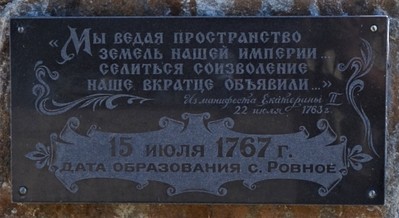 «Мы ведая пространство
земель нашей империи...
селиться соизволение
наше вкратце объявили...»
Из манифеста Екатерины II
22 июля 1763 г.
15 июля 1767 г.
дата образования с. Ровное